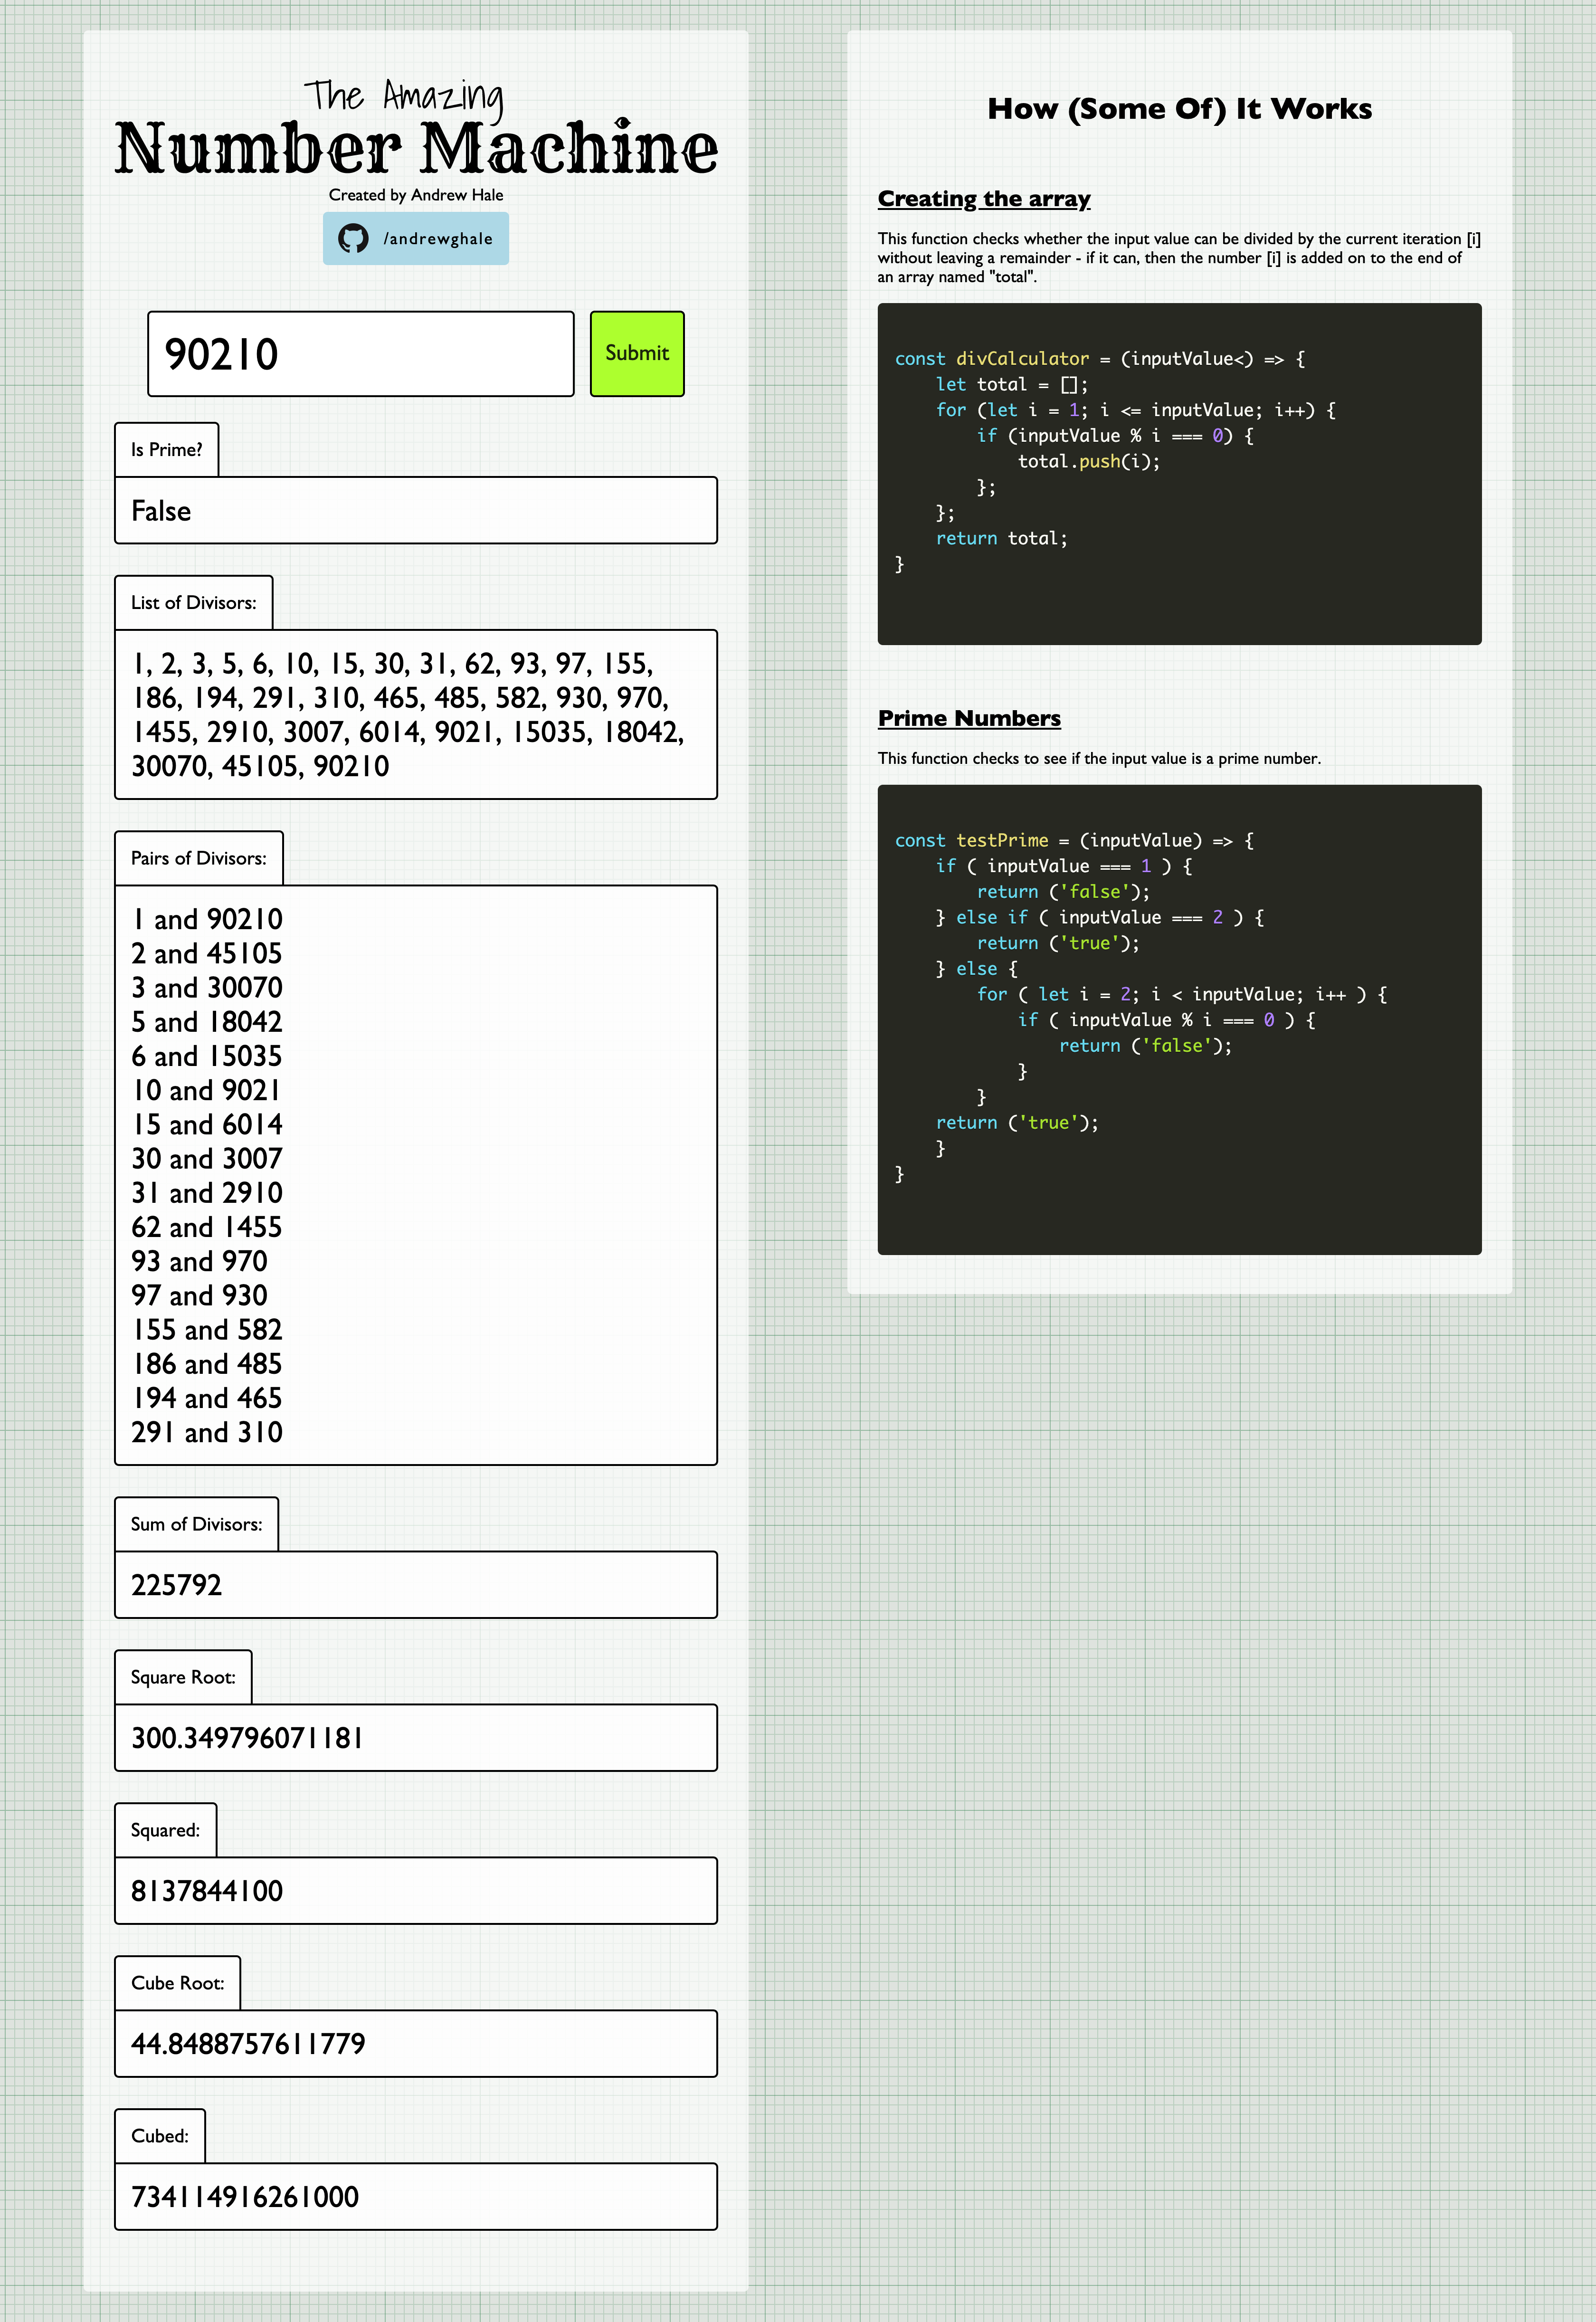 The Amazing
Number Machine
Created by Andrew Hale
/andrewghale
90210
Submit
Is Prime?
False
List of Divisors:
1, 2, 3, 5, 6, 10, 15, 30, 31, 62, 93, 97, 155,
186, 194, 291, 310, 465, 485, 582, 930, 970,
1455, 2910, 3007, 6014, 9021, 15035, 18042,
30070, 45105, 90210
Pairs of Divisors:
1 and 90210
2 and 45105
3 and 30070
5 and 18042
6 and 15035
10 and 9021
15 and 6014
30 and 3007
31 and 2910
62 and 1455
93 and 970
97 and 930
155 and 582
186 and 485
194 and 465
291 and 310
Sum of Divisors:
225792
Square Root:
300.349796071181
Squared:
8137844100
Cube Root:
44.8488757611779
Cubed:
734114916261000
How (Some Of) It Works
Creating the array
This function checks whether the input value can be divided by the current iteration [i]
without leaving a remainder - if it can, then the number [i] is added on to the end of
an array named "total".
const divCalculator = (inputValue<) => {
    let total = [];
    for (let i = 1; i <= inputValue; i++) {
        if (inputValue % i === 0) {
            total.push(i);
        };
    };
    return total;
}
Prime Numbers
This function checks to see if the input value is a prime number.
const testPrime = (inputValue) => {
    if ( inputValue === 1 ) {
        return ('false');
    } else if ( inputValue === 2 ) {
        return ('true');
    } else {
        for ( let i = 2; i < inputValue; i++ ) {
            if ( inputValue % i === 0 ) {
                return ('false');
            }
        }
    return ('true');
    }
}